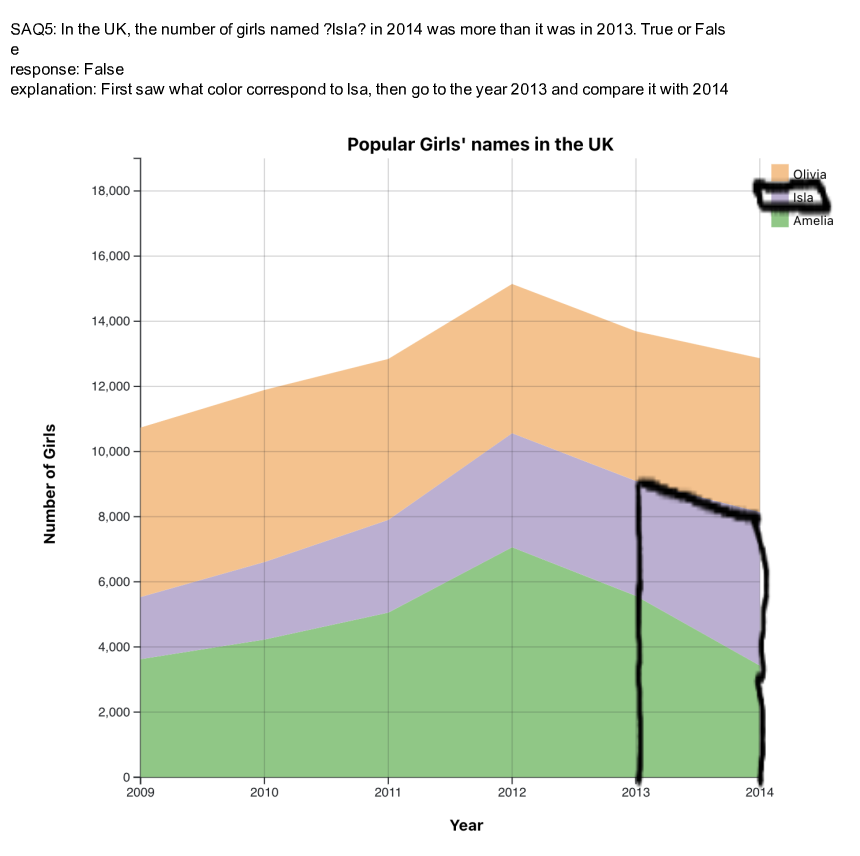 SAQ5: In the UK, the number of girls named ?Isla? in 2014 was more than it was in 2013. True or Fals
e
response: False
explanation: First saw what color correspond to Isa, then go to the year 2013 and compare it with 2014
Popular Girls' names in the UK
Olivia
Isla
Amelia
18,000
16,000
14,000
12,000
10,000
8,000
6,000
4,000
2,000
0
Number of Girls
2009 2010 2011 2012 2013 2014
Year